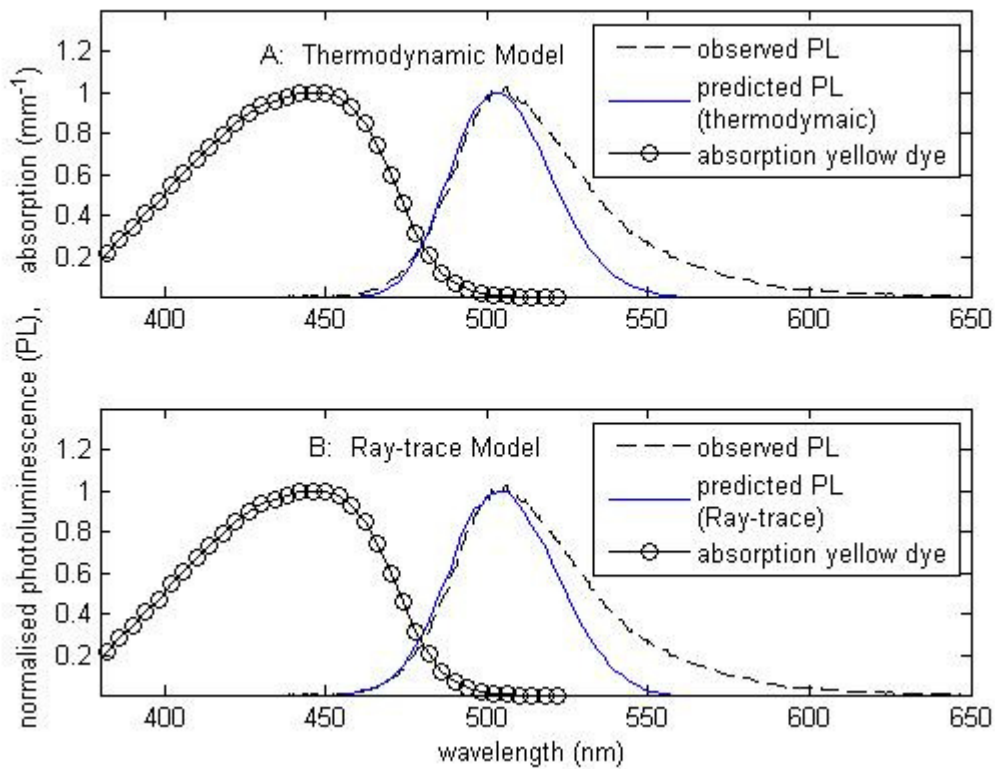 normalised photoluminescence (PL), absorption (mm⁻¹)
A: Thermodynamic Model
observed PL
predicted PL
(thermodymaic)
absorption yellow dye
1.2
1
0.8
0.6
0.4
0.2
400 450 500 550 600 650
B: Ray-trace Model
observed PL
predicted PL
(Ray-trace)
absorption yellow dye
1.2
1
0.8
0.6
0.4
0.2
400 450 500 550 600 650
wavelength (nm)